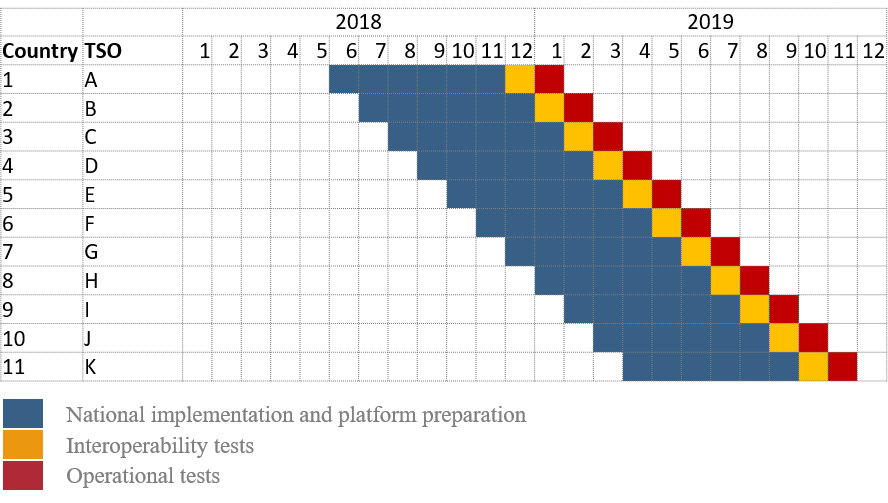 2018 2019
Country TSO 1 2 3 4 5 6 7 8 9 10 11 12 1 2 3 4 5 6 7 8 9 10 11 12
1 A
2 B
3 C
4 D
5 E
6 F
7 G
8 H
9 I
10 J
11 K
National implementation and platform preparation
Interoperability tests
Operational tests